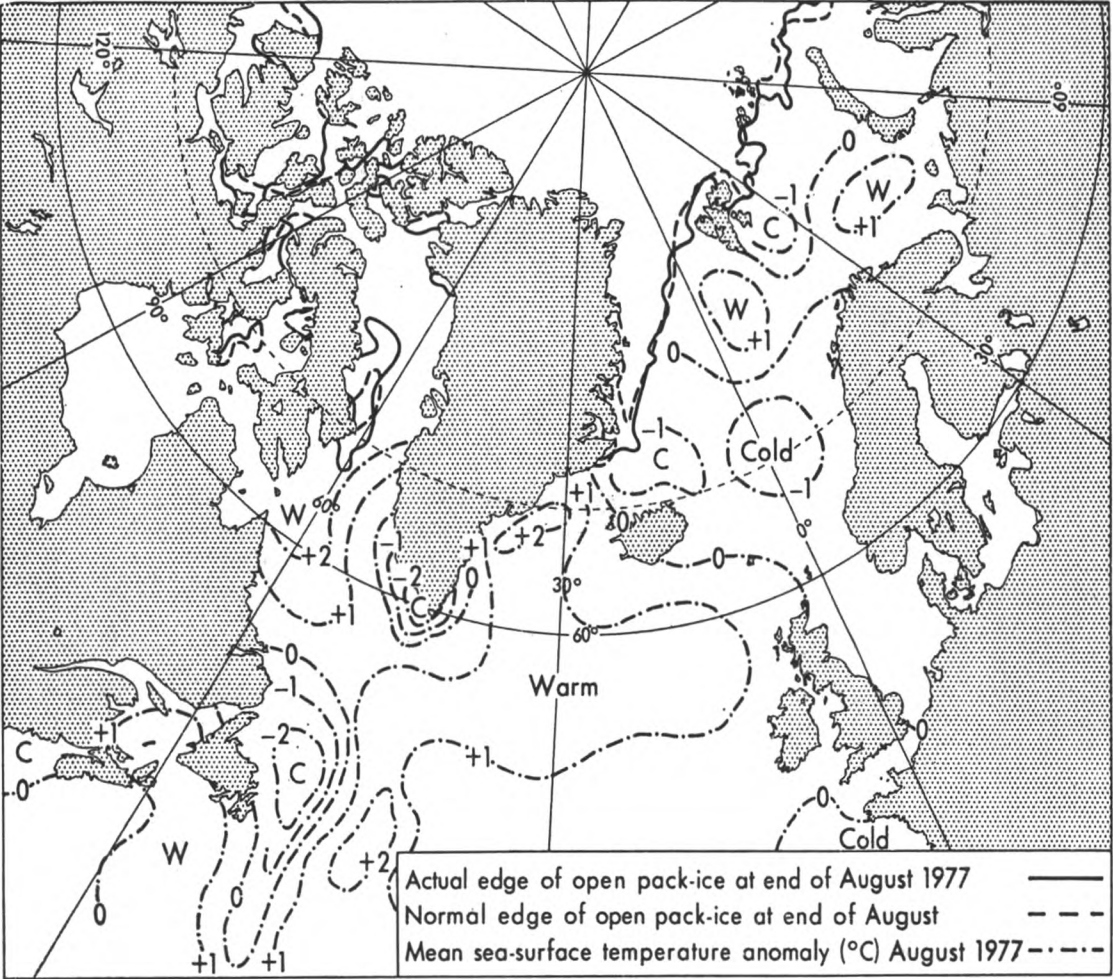 120°
60°
0
-1
W
C
+1
W
+1
90°
0
30°
-1
C
Cold
-1
W
60°
+1
+2
0
-1
+1
+2
-2
0
0°
0
C
30°
+1
60°
0
-1
Warm
+1
-2
C
0
C
+1
0
0
Cold
W
+2
0
0
+1
+1
Actual edge of open pack-ice at end of August 1977
Normal edge of open pack-ice at end of August
Mean sea-surface temperature anomaly (°C) August 1977